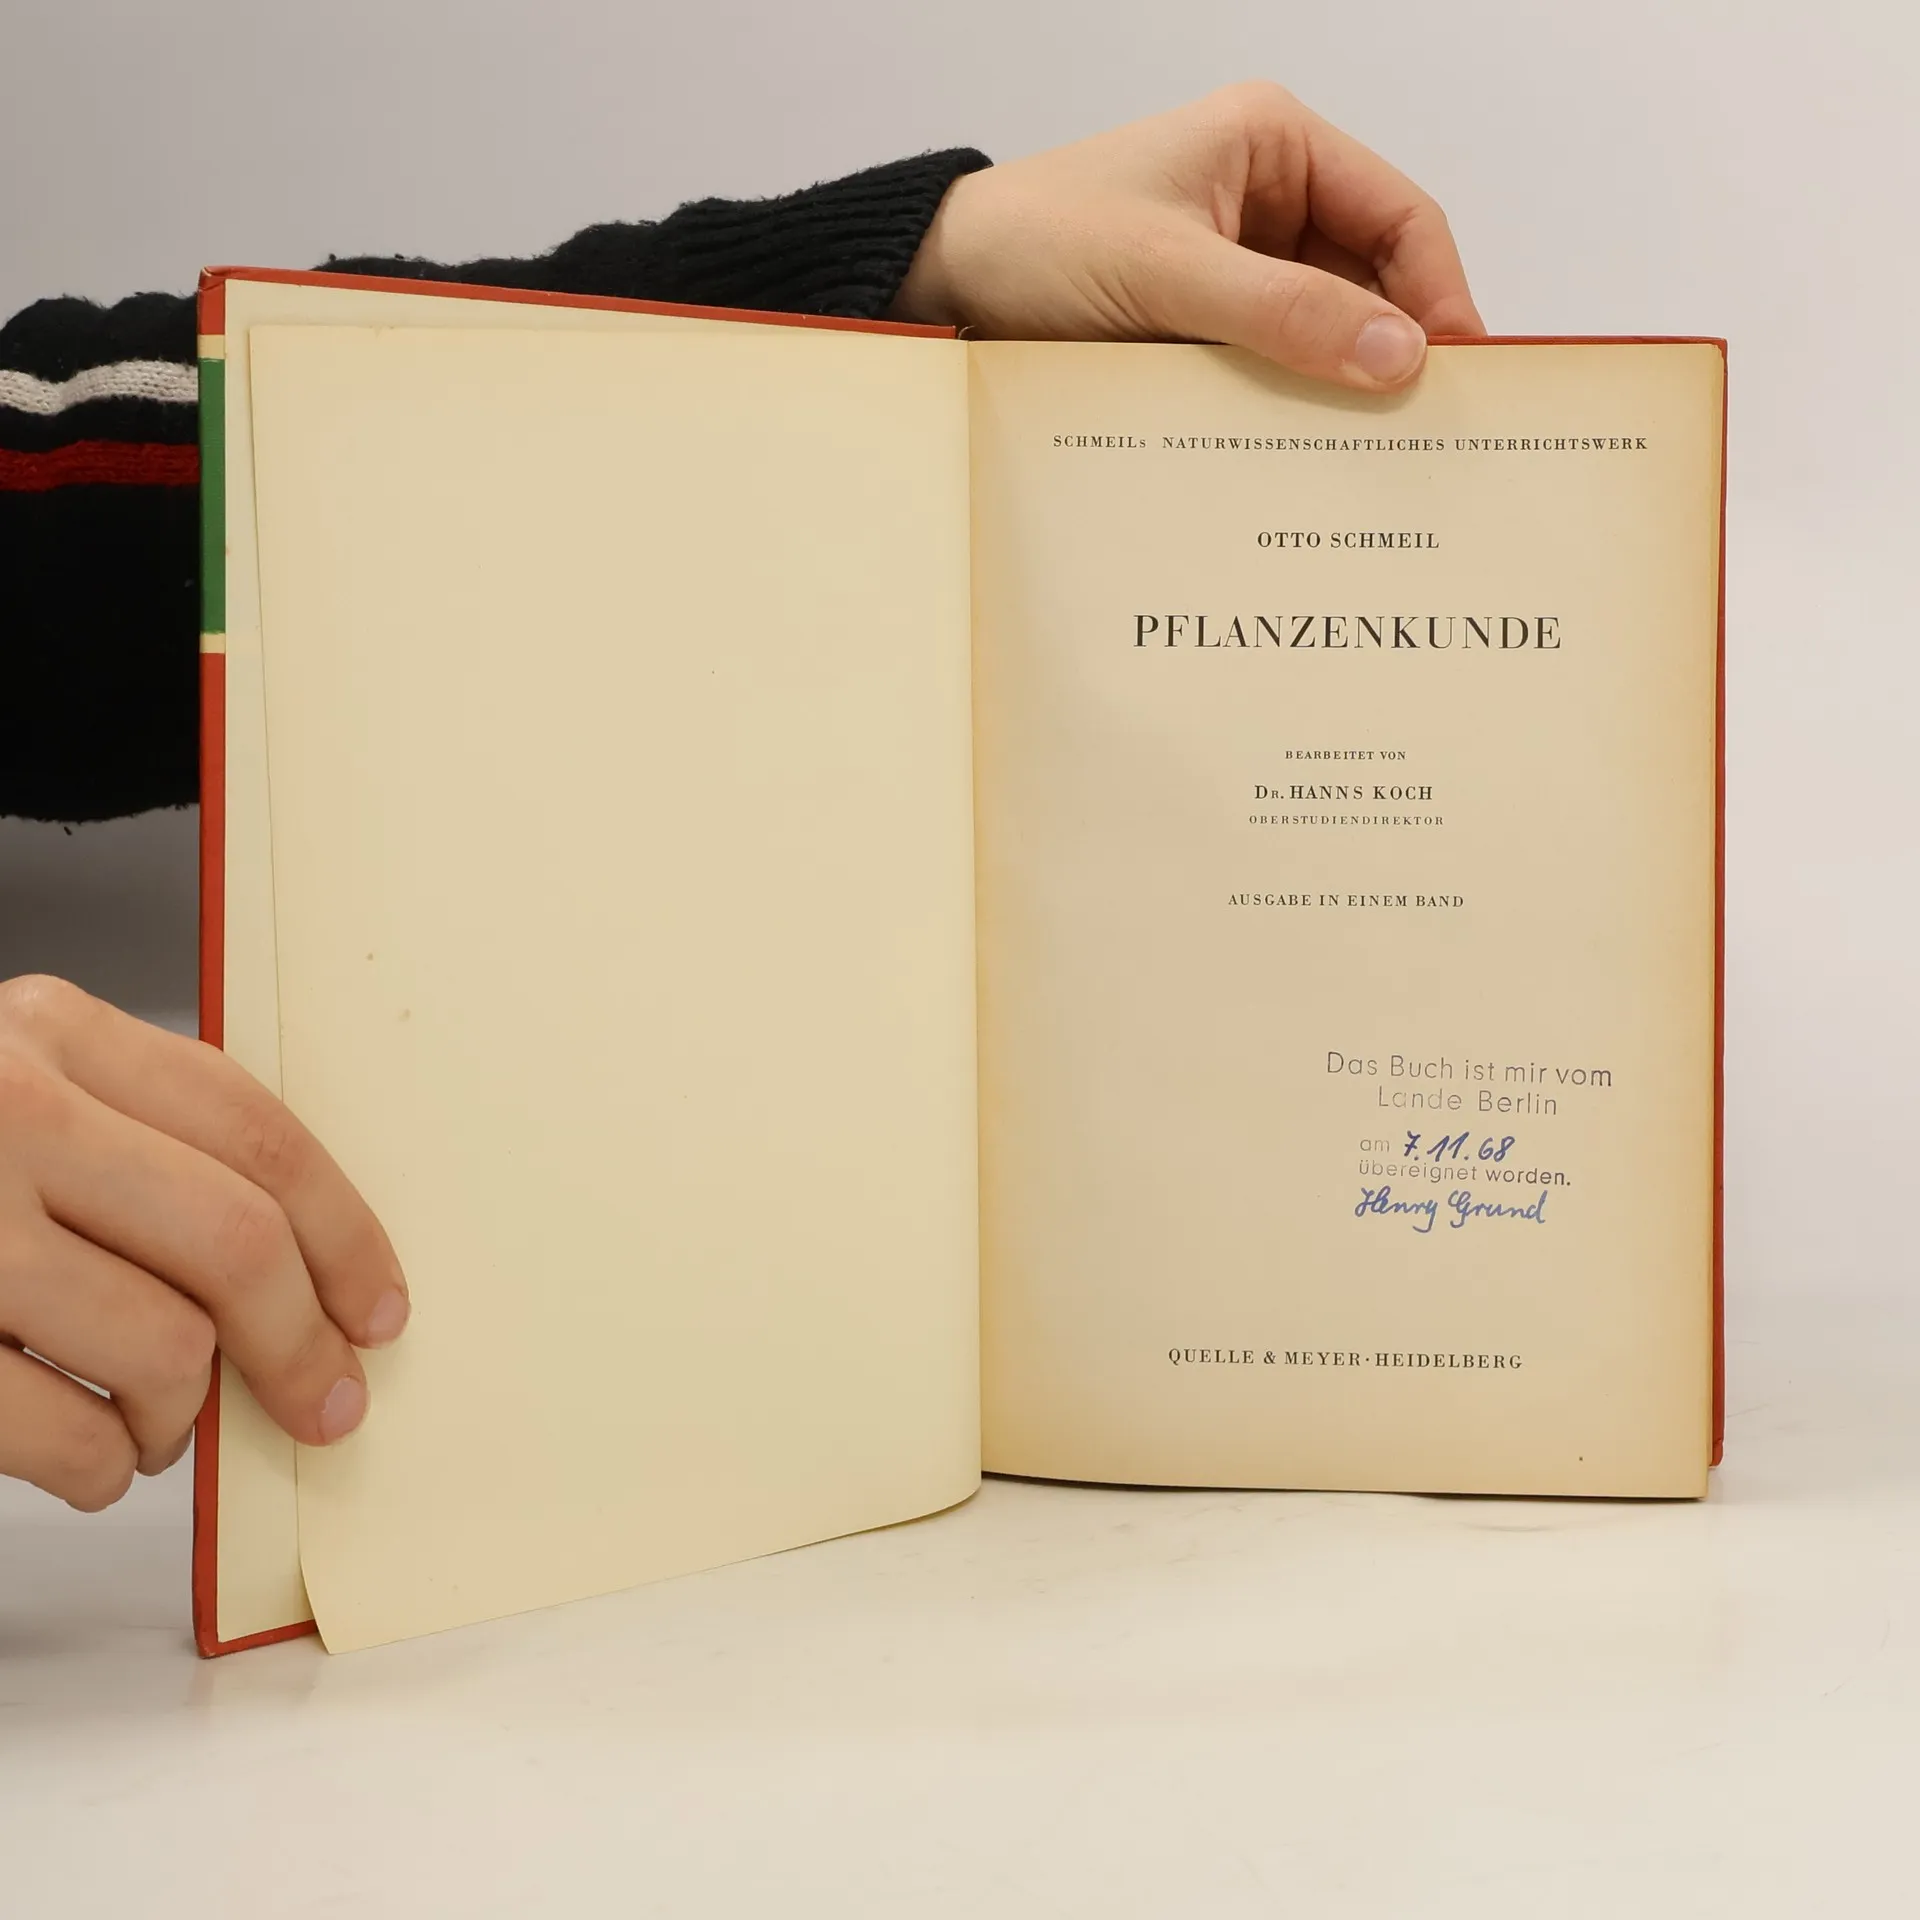 SCHMEILs NATURWISSENSCHAFTLICHES UNTERRICHTSWERK
OTTO SCHMEIL
PFLANZENKUNDE
BEARBEITET VON
DR. HANNS KOCH
OBERSTUDIENDIREKTOR
AUSGABE IN EINEM BAND
Das Buch ist mir vom
Lande Berlin
am 7.11.68
übereignet worden.
Henry Grund
QUELLE & MEYER · HEIDELBERG